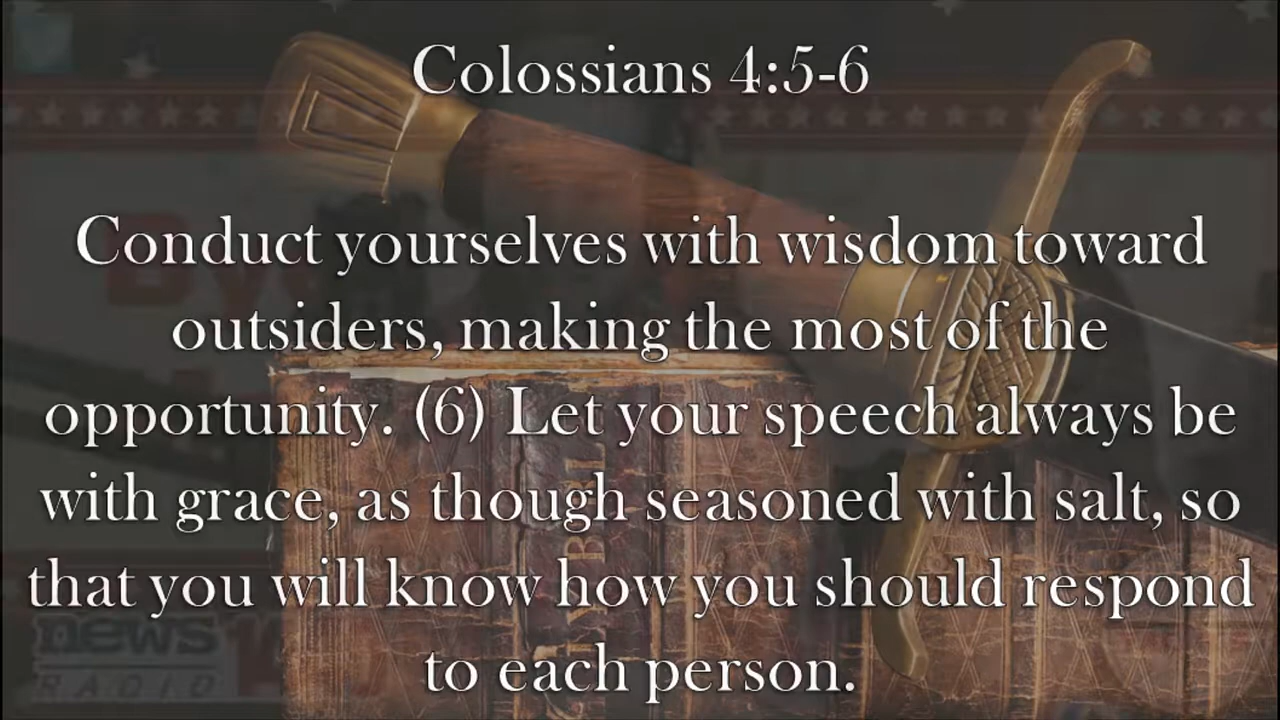 Colossians 4:5-6
Conduct yourselves with wisdom toward
outsiders, making the most of the
opportunity. (6) Let your speech always be
with grace, as though seasoned with salt, so
that you will know how you should respond
to each person.
news
RADIO